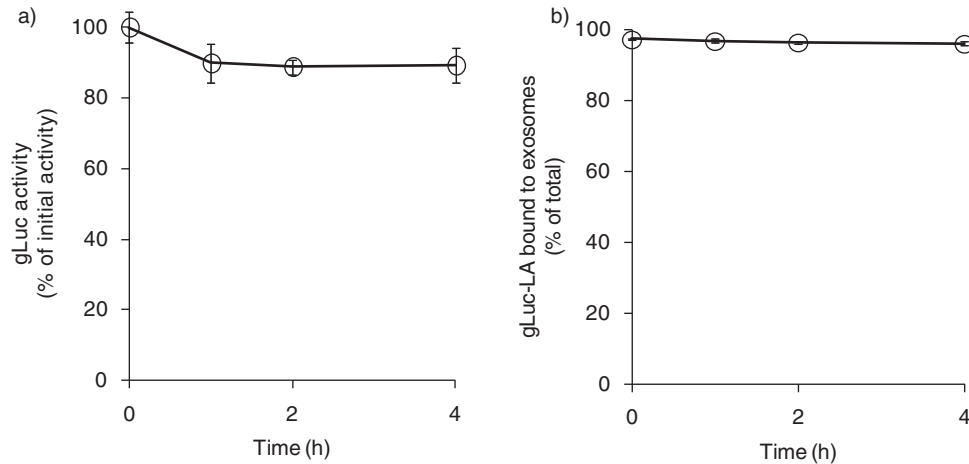 a)
gLuc activity
(% of initial activity)
100
80
60
40
20
0
0
2
4
Time (h)
b)
gLuc-LA bound to exosomes
(% of total)
100
80
60
40
20
0
0
2
4
Time (h)